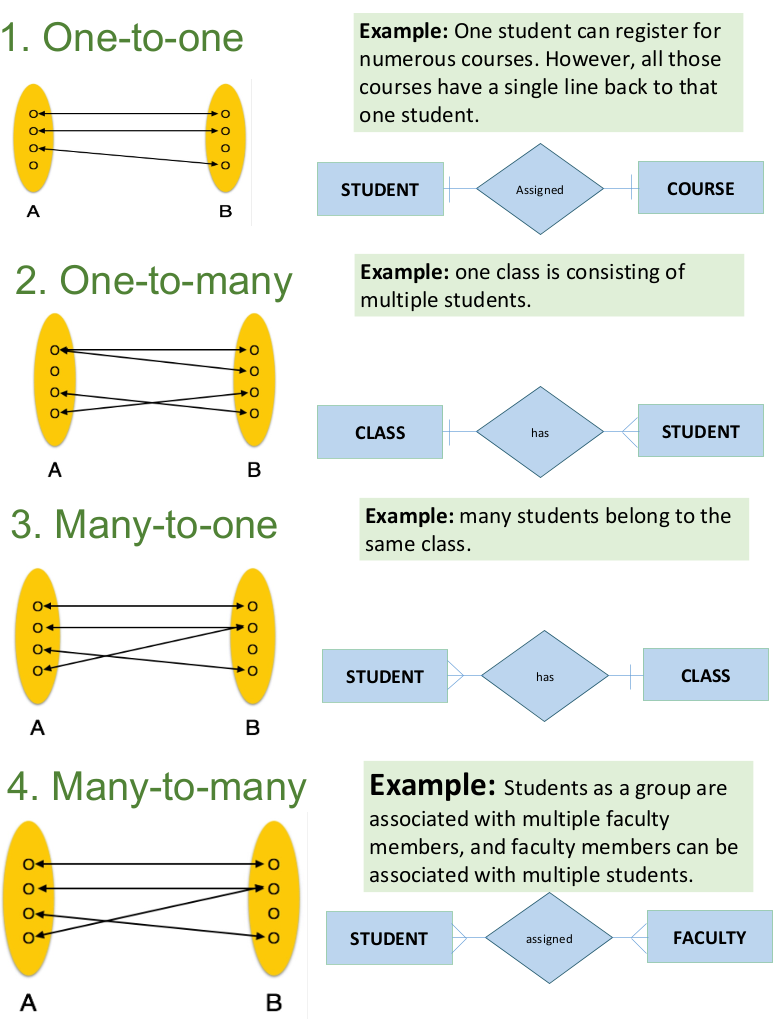 1. One-to-one
Example: One student can register for
numerous courses. However, all those
courses have a single line back to that
one student.
A
B
STUDENT
Assigned
COURSE
2. One-to-many
Example: one class is consisting of
multiple students.
A
B
CLASS
has
STUDENT
3. Many-to-one
Example: many students belong to the
same class.
A
B
STUDENT
has
CLASS
4. Many-to-many
Example: Students as a group are
associated with multiple faculty
members, and faculty members can be
associated with multiple students.
A
B
STUDENT
assigned
FACULTY